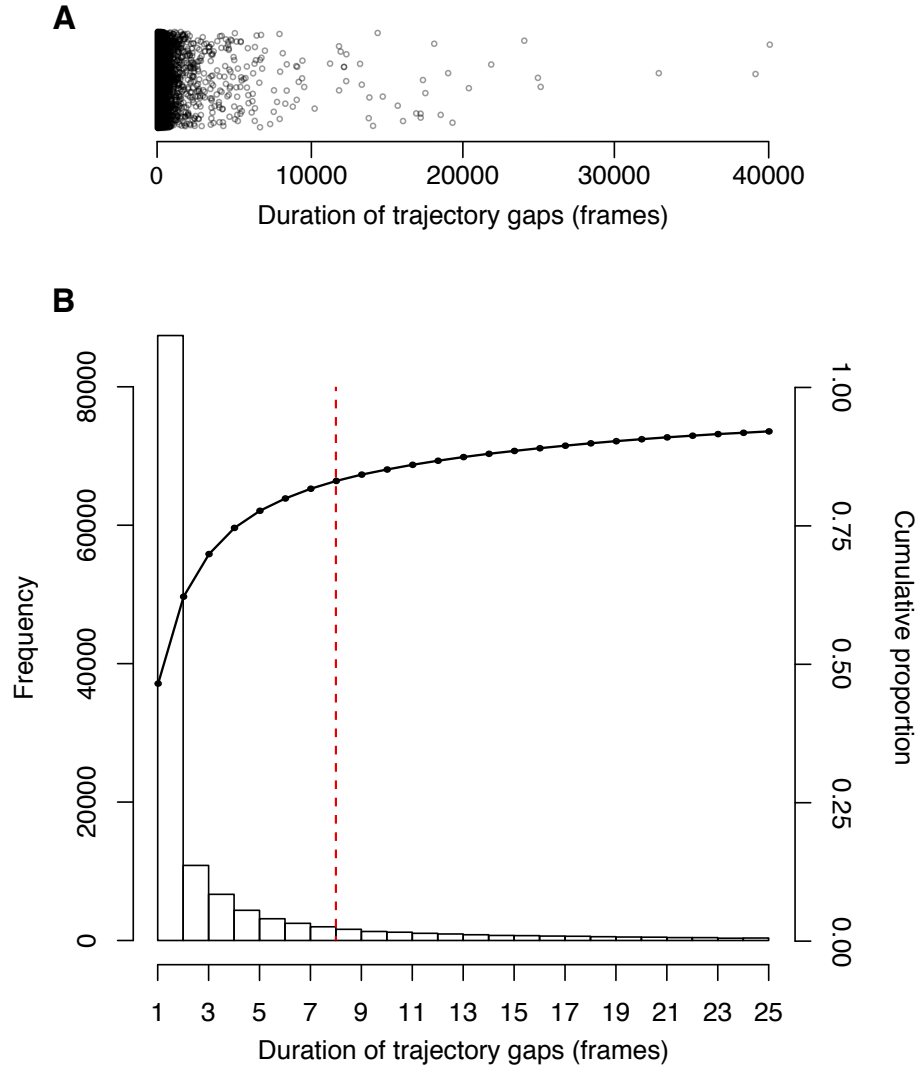 A
0 10000 20000 30000 40000
Duration of trajectory gaps (frames)
B
Frequency
0 20000 40000 60000 80000
0.00 0.25 0.50 0.75 1.00
Cumulative proportion
1 3 5 7 9 11 13 15 17 19 21 23 25
Duration of trajectory gaps (frames)